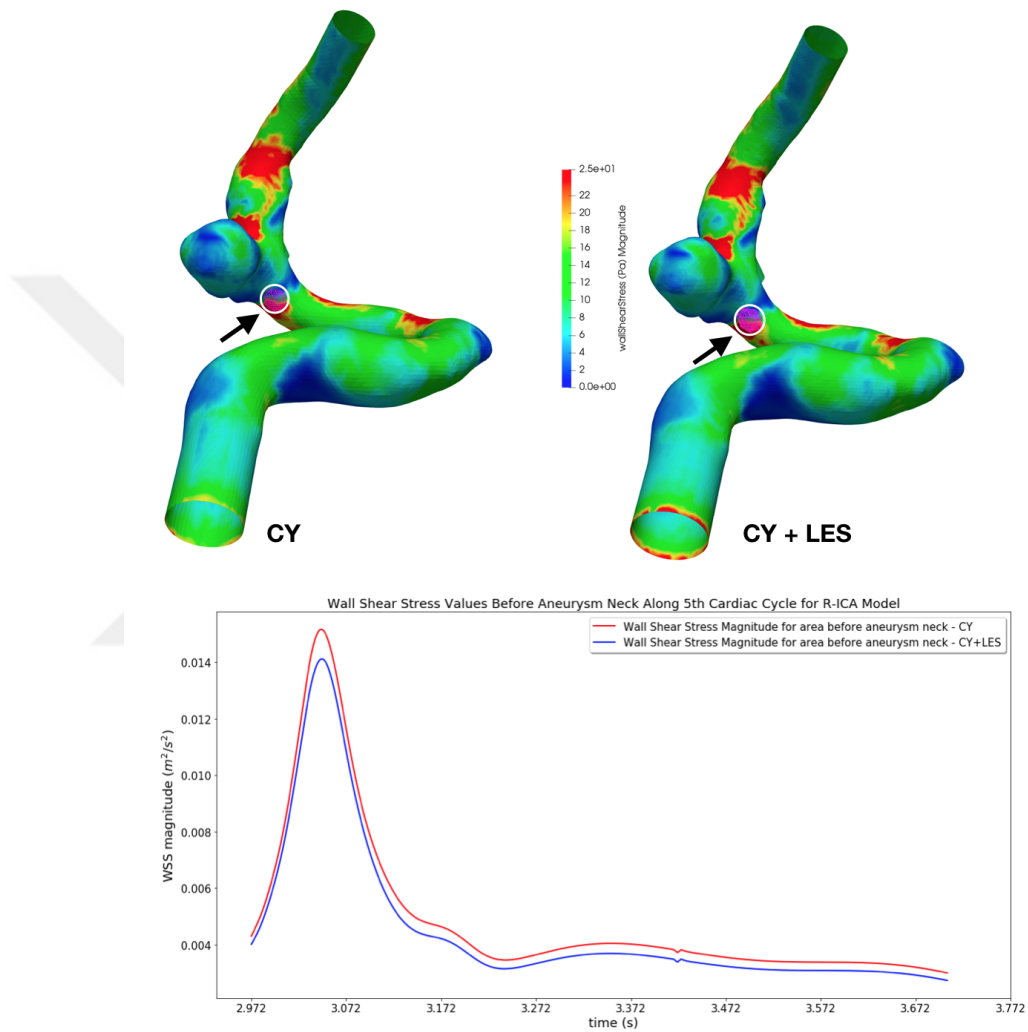 2.5e+01
22
20
18
16
14
12
10
8
6
4
2
0.0e+00
wallShearStress (Pa) Magnitude
CY
CY + LES
Wall Shear Stress Values Before Aneurysm Neck Along 5th Cardiac Cycle for R-ICA Model
Wall Shear Stress Magnitude for area before aneurysm neck - CY
Wall Shear Stress Magnitude for area before aneurysm neck - CY+LES
WSS magnitude (m²/s²)
0.014
0.012
0.010
0.008
0.006
0.004
2.972 3.072 3.172 3.272 3.372 3.472 3.572 3.672 3.772
time (s)